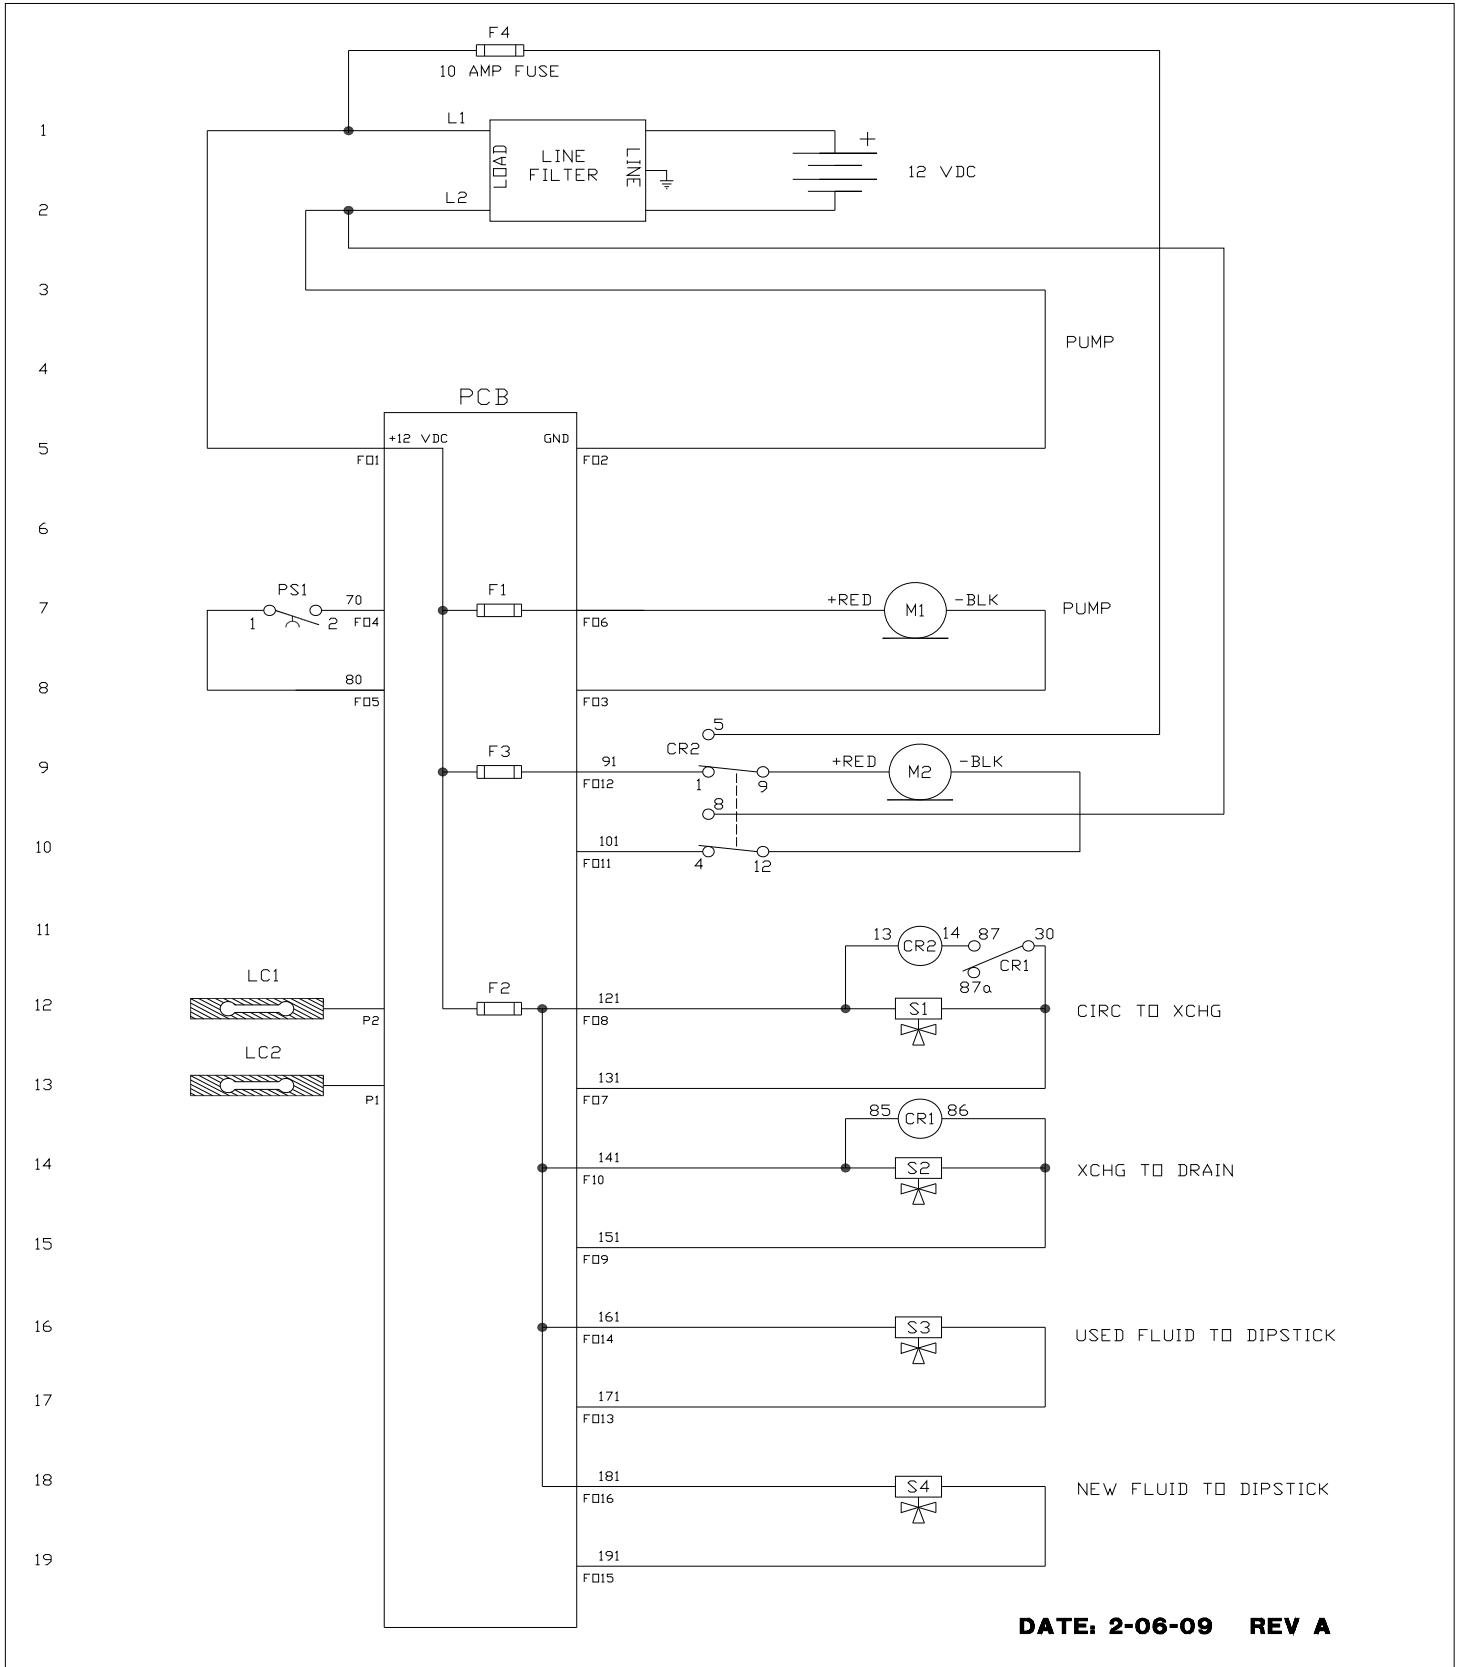 F4
10 AMP FUSE
1
L1
LOAD
LINE
FILTER
LINE
+
12 VDC
2
L2
3
PUMP
4
PCB
5
+12 VDC
GND
FO1
FO2
6
7
PS1
1
2
70
FO4
F1
FO6
+RED
M1
-BLK
PUMP
8
80
FO5
FO3
5
CR2
9
F3
91
FO12
1
9
+RED
M2
-BLK
8
10
101
FO11
4
12
11
13
CR2
14
87
30
CR1
87a
LC1
12
P2
F2
121
FO8
S1
CIRC TO XCHG
LC2
13
P1
131
FO7
85
CR1
86
14
141
F10
S2
XCHG TO DRAIN
15
151
FO9
16
161
FO14
S3
USED FLUID TO DIPSTICK
17
171
FO13
18
181
FO16
S4
NEW FLUID TO DIPSTICK
19
191
FO15
DATE: 2-06-09 REV A